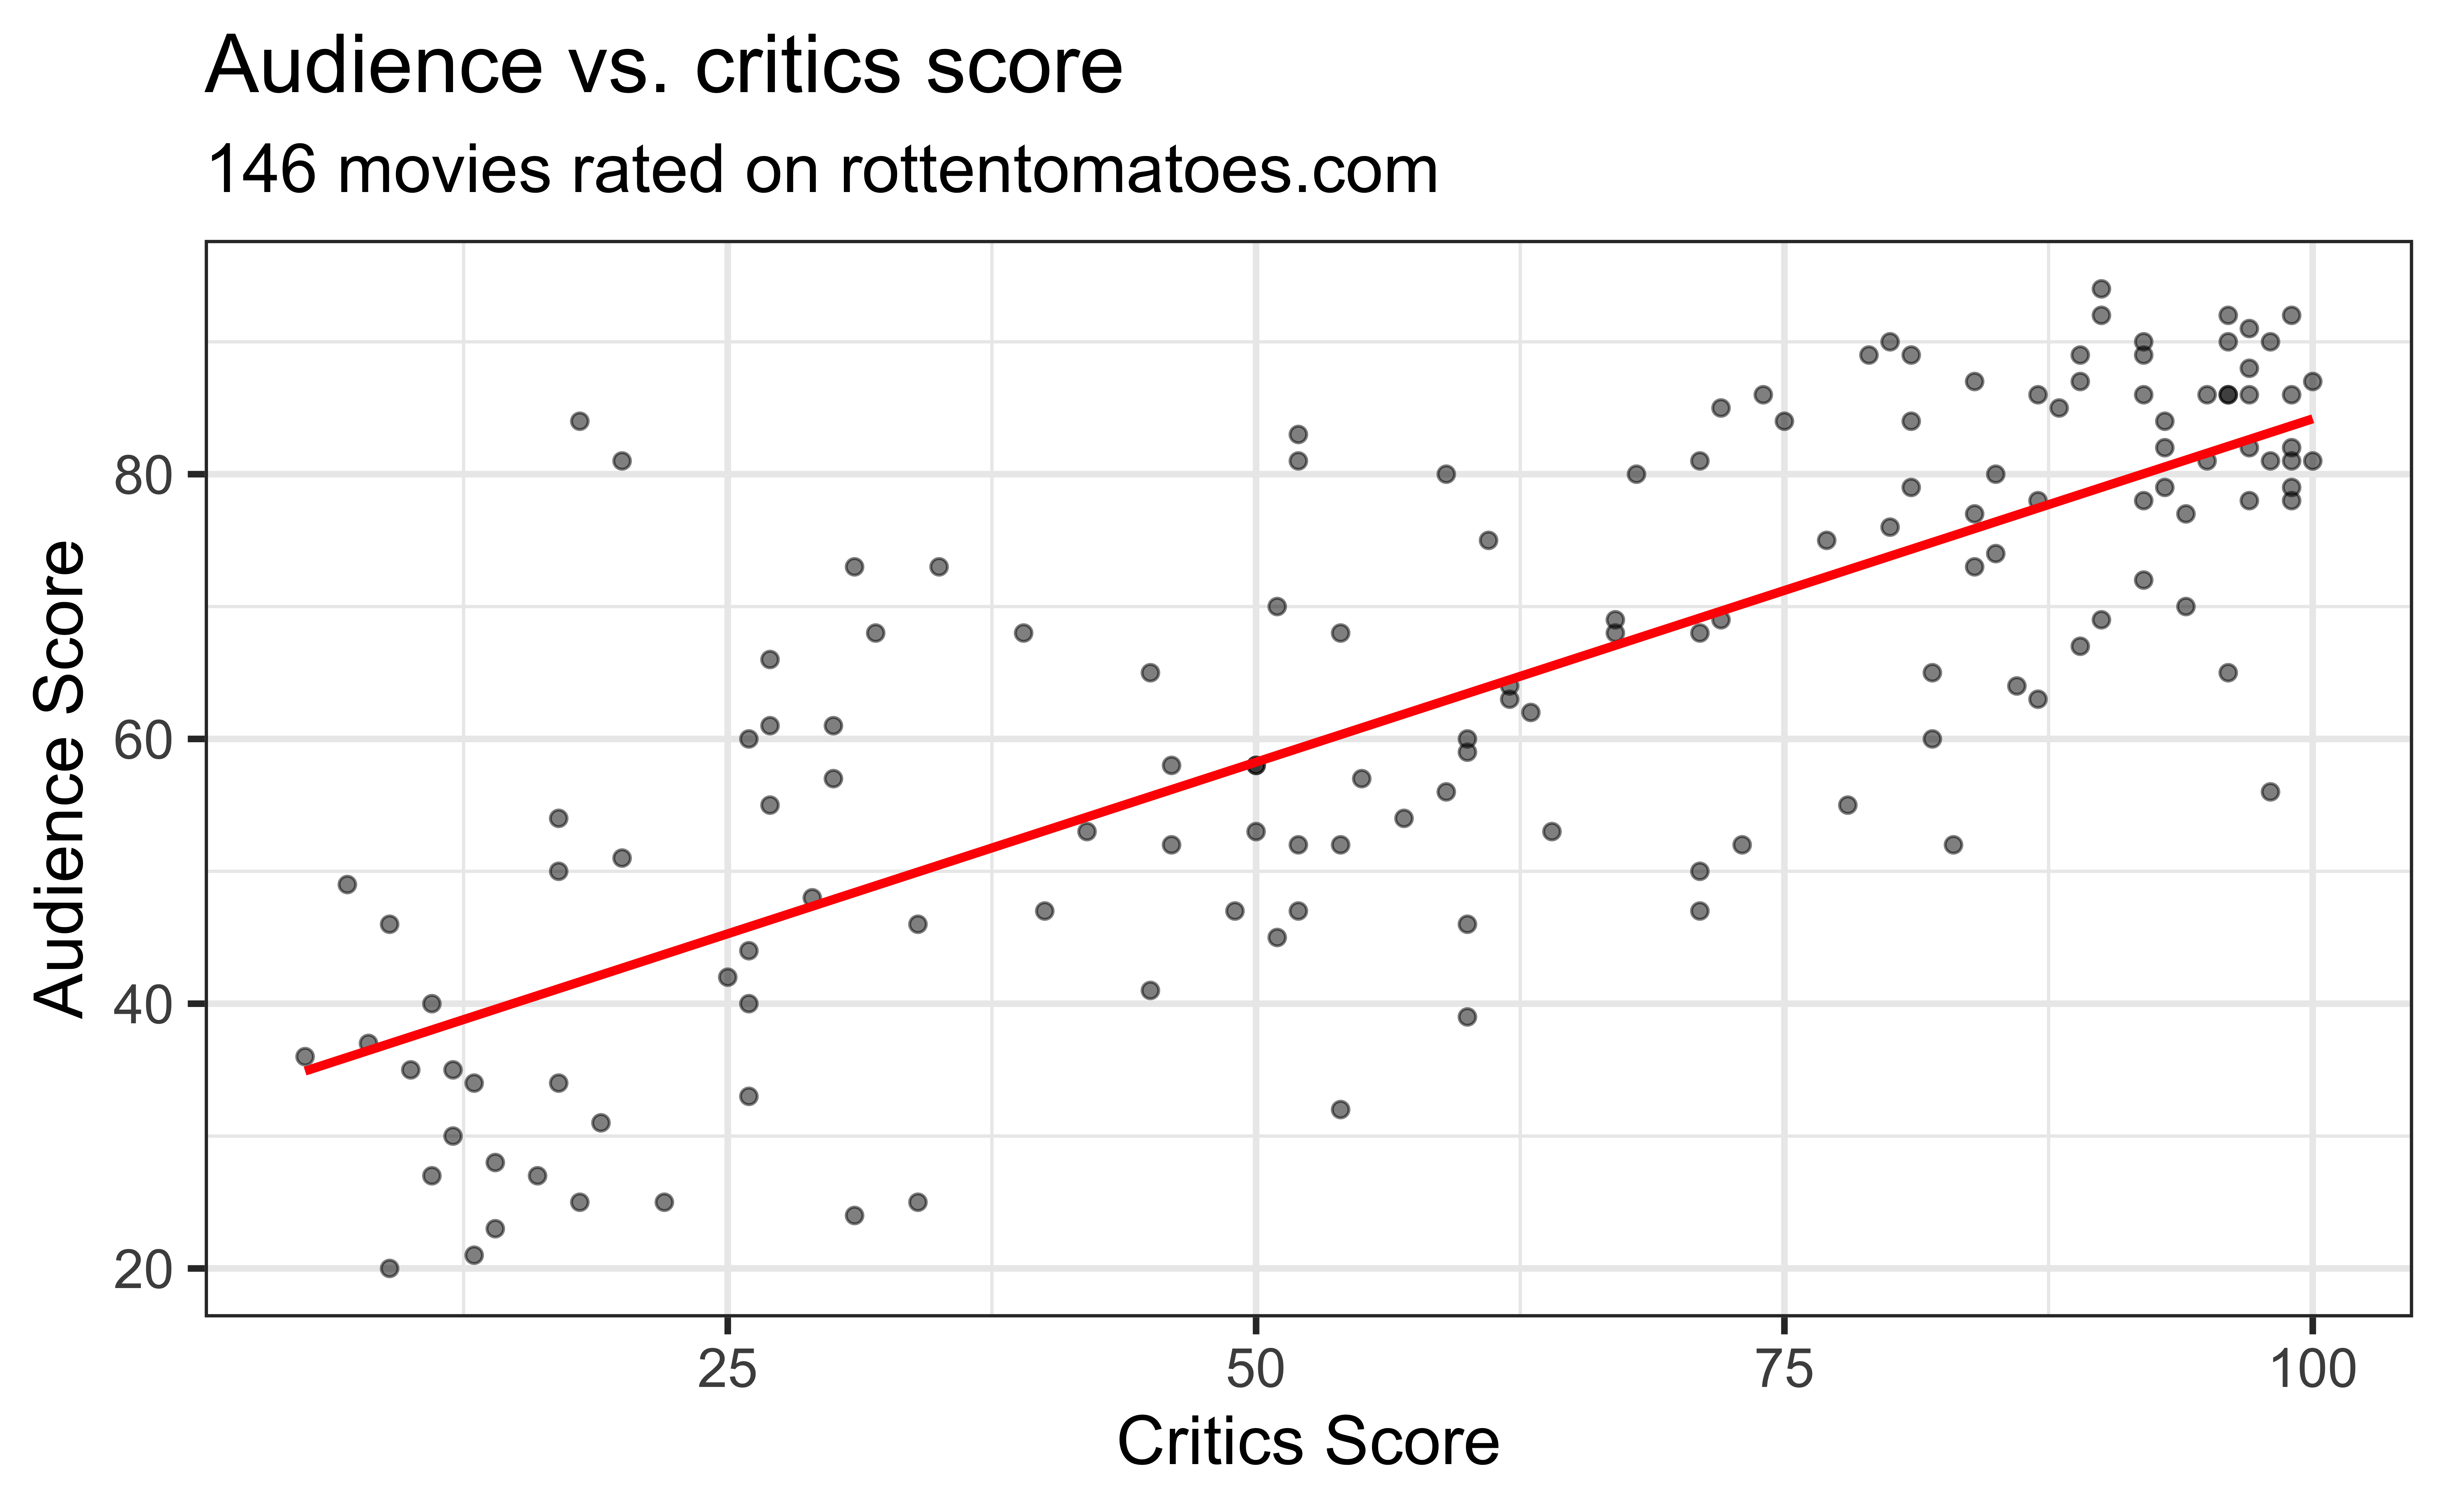 Audience vs. critics score
146 movies rated on rottentomatoes.com
Audience Score
80
60
40
20
25 50 75 100
Critics Score